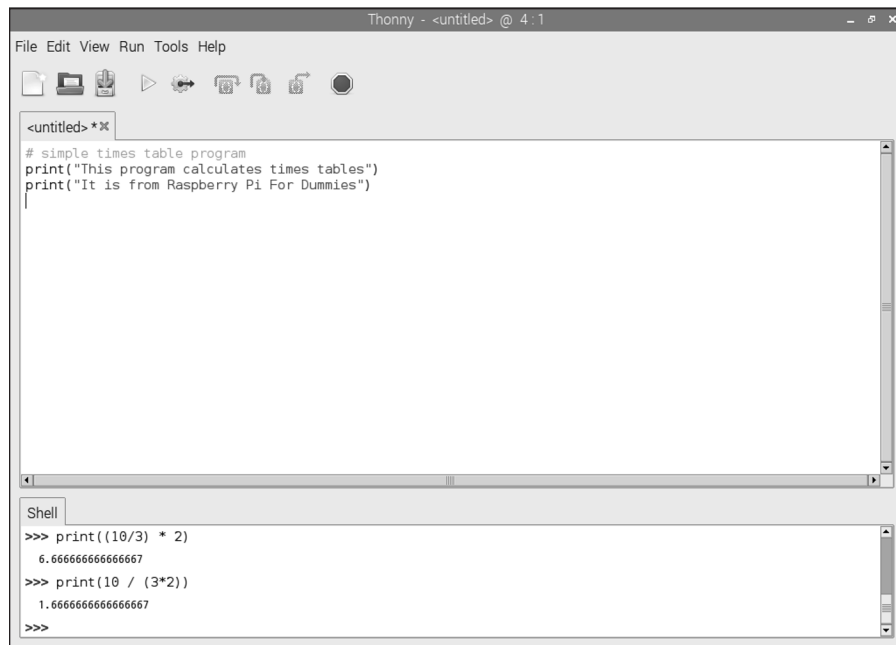 Thonny - <untitled> @ 4:1
File Edit View Run Tools Help
<untitled> *
# simple times table program
print("This program calculates times tables")
print("It is from Raspberry Pi For Dummies")
Shell
>>> print((10/3) * 2)
6.666666666666667
>>> print(10 / (3*2))
1.6666666666666667
>>>